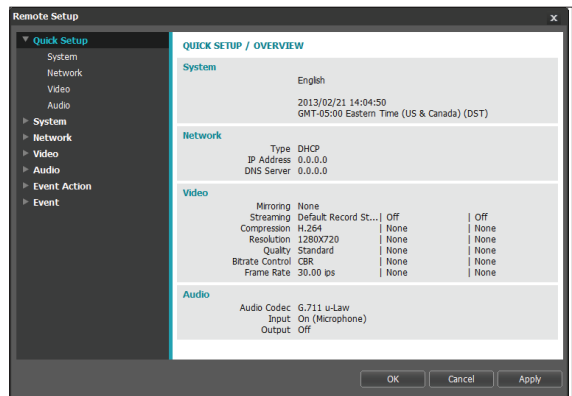 Remote Setup x
Quick Setup
System
Network
Video
Audio
System
Network
Video
Audio
Event Action
Event
QUICK SETUP / OVERVIEW
System
English
2013/02/21 14:04:50
GMT-05:00 Eastern Time (US & Canada) (DST)
Network
Type DHCP
IP Address 0.0.0.0
DNS Server 0.0.0.0
Video
Mirroring None
Streaming Default Record St...| Off | Off
Compression H.264 | None | None
Resolution 1280X720 | None | None
Quality Standard | None | None
Bitrate Control CBR | None | None
Frame Rate 30.00 ips | None | None
Audio
Audio Codec G.711 u-Law
Input On (Microphone)
Output Off
OK Cancel Apply